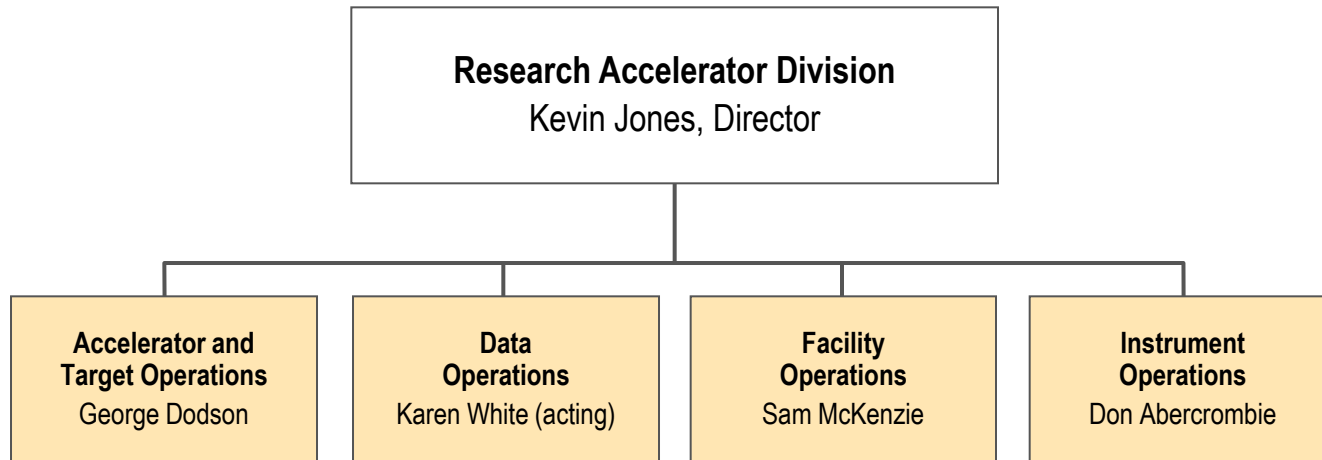 Research Accelerator Division
Kevin Jones, Director
Accelerator and
Target Operations
George Dodson
Data
Operations
Karen White (acting)
Facility
Operations
Sam McKenzie
Instrument
Operations
Don Abercrombie